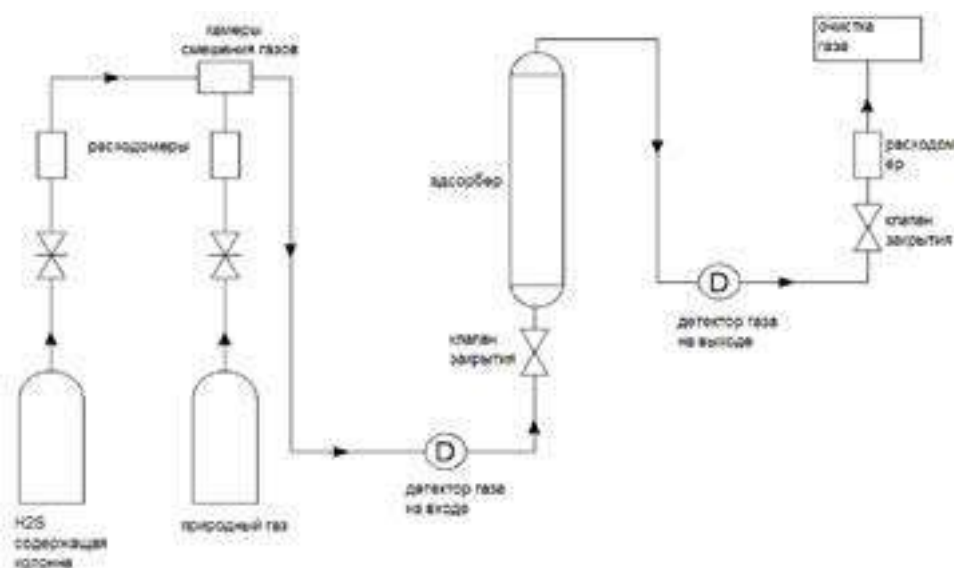 камеры
смешения газов
очистка
газа
расходомеры
расходом
ер
адсорбер
клапан
закрытия
детектор газа
на выходе
клапан
закрытия
D
D
детектор газа
на входе
H2S
содержащая
колонна
природный газ